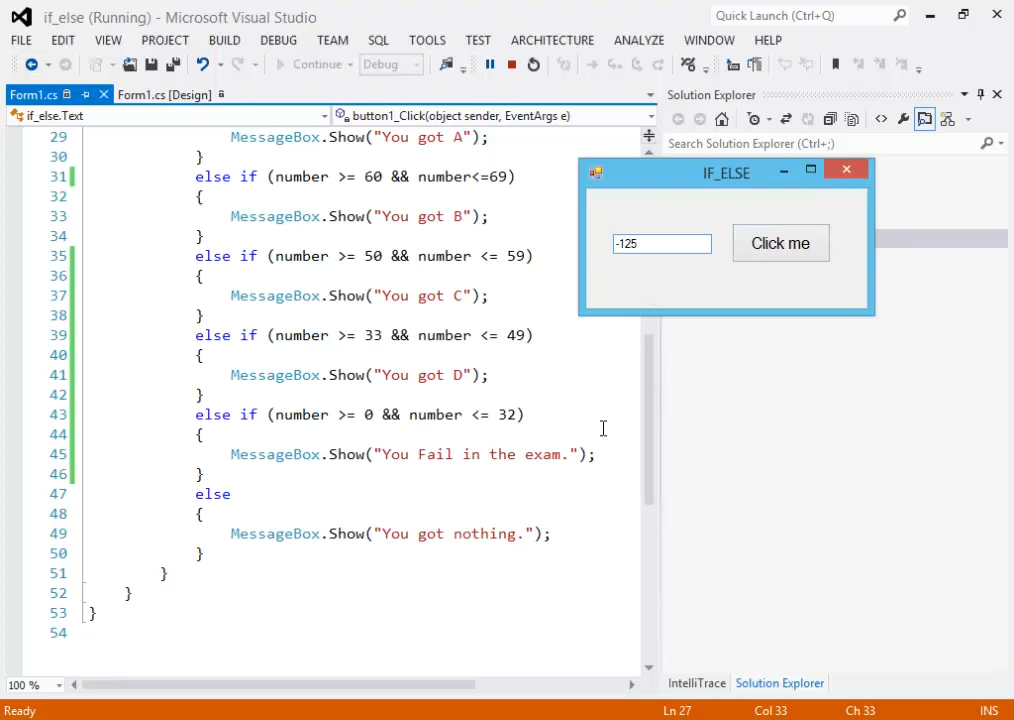 if_else (Running) - Microsoft Visual Studio
Quick Launch (Ctrl+Q)
FILE EDIT VIEW PROJECT BUILD DEBUG TEAM SQL TOOLS TEST ARCHITECTURE ANALYZE WINDOW HELP
Continue Debug
Form1.cs Form1.cs [Design]
Solution Explorer
if_else.Text button1_Click(object sender, EventArgs e)
Search Solution Explorer (Ctrl+;)
29 MessageBox.Show("You got A");
30 }
31 else if (number >= 60 && number<=69)
32 {
33 MessageBox.Show("You got B");
34 }
35 else if (number >= 50 && number <= 59)
36 {
37 MessageBox.Show("You got C");
38 }
39 else if (number >= 33 && number <= 49)
40 {
41 MessageBox.Show("You got D");
42 }
43 else if (number >= 0 && number <= 32)
44 {
45 MessageBox.Show("You Fail in the exam.");
46 }
47 else
48 {
49 MessageBox.Show("You got nothing.");
50 }
51 }
52 }
53 }
54
IF_ELSE
-125 Click me
100 %
IntelliTrace Solution Explorer
Ready Ln 27 Col 33 Ch 33 INS